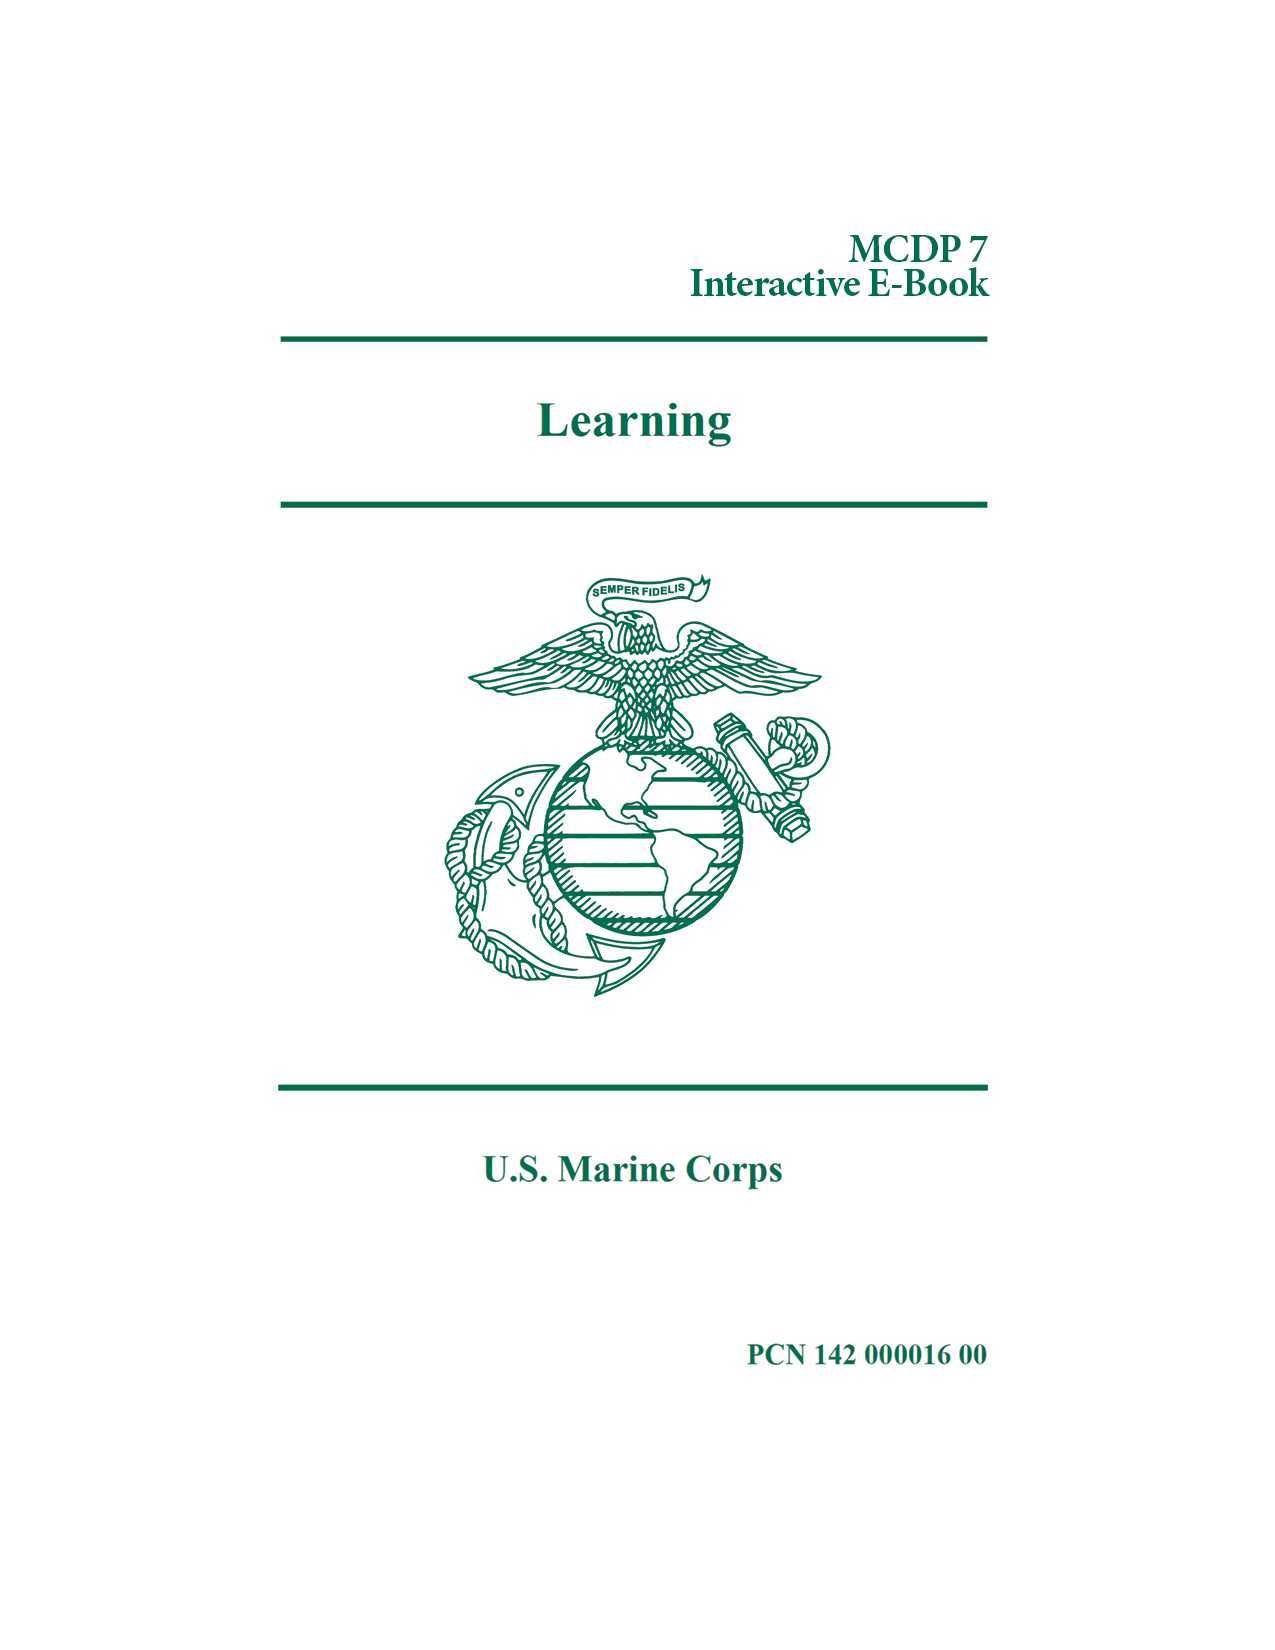 MCDP 7
Interactive E-Book
Learning
SEMPER FIDELIS
U.S. Marine Corps
PCN 142 000016 00